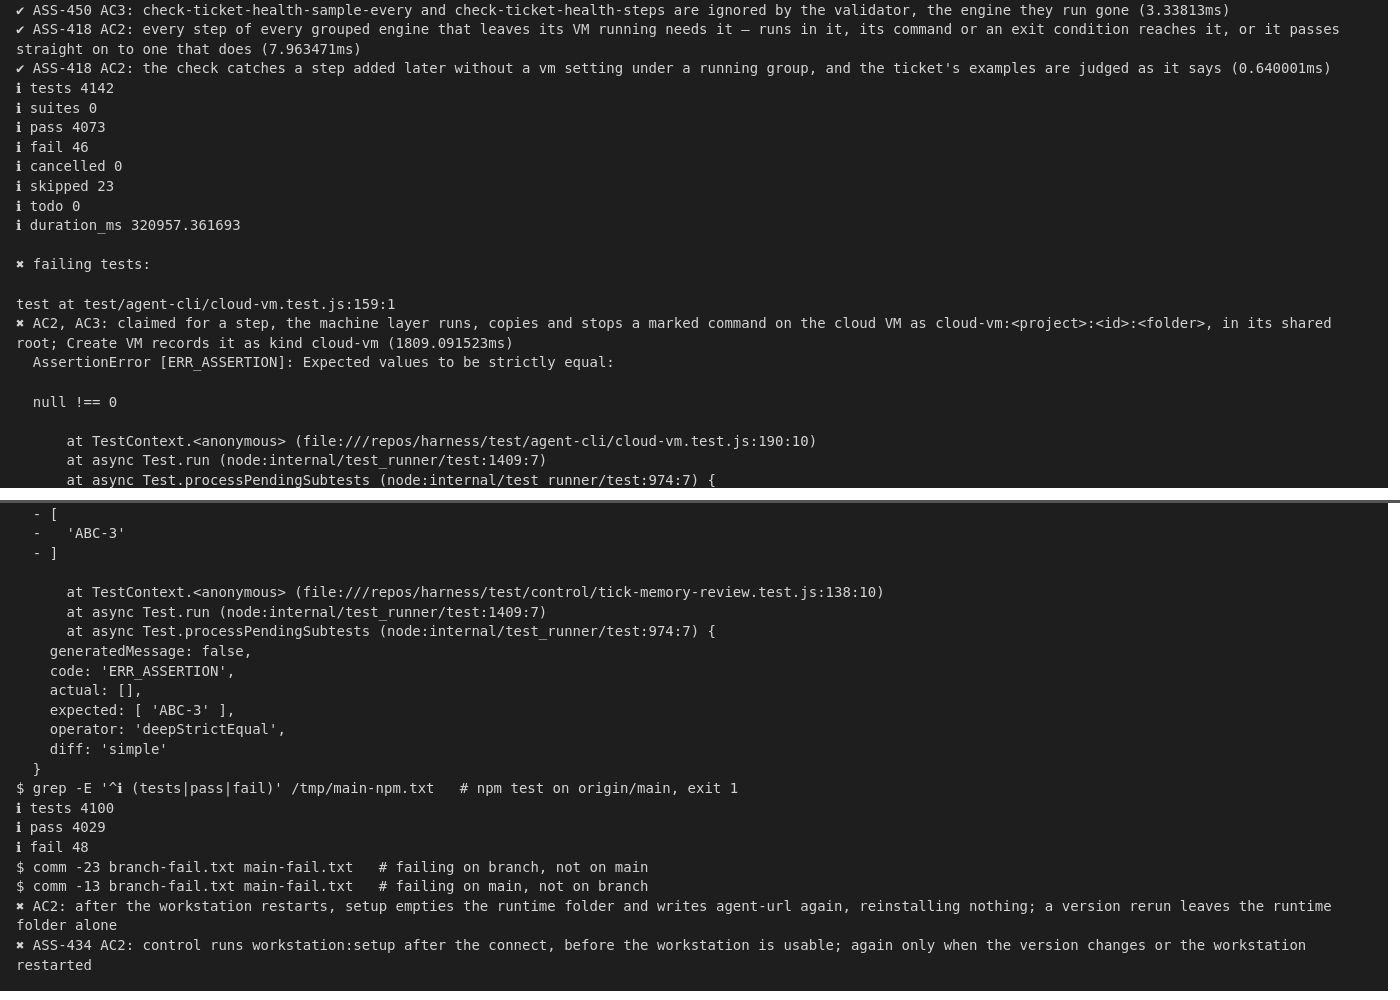 ✔ ASS-450 AC3: check-ticket-health-sample-every and check-ticket-health-steps are ignored by the validator, the engine they run gone (3.33813ms)
✔ ASS-418 AC2: every step of every grouped engine that leaves its VM running needs it — runs in it, its command or an exit condition reaches it, or it passes
straight on to one that does (7.963471ms)
✔ ASS-418 AC2: the check catches a step added later without a vm setting under a running group, and the ticket's examples are judged as it says (0.640001ms)
ℹ tests 4142
ℹ suites 0
ℹ pass 4073
ℹ fail 46
ℹ cancelled 0
ℹ skipped 23
ℹ todo 0
ℹ duration_ms 320957.361693

✖ failing tests:

test at test/agent-cli/cloud-vm.test.js:159:1
✖ AC2, AC3: claimed for a step, the machine layer runs, copies and stops a marked command on the cloud VM as cloud-vm:<project>:<id>:<folder>, in its shared
root; Create VM records it as kind cloud-vm (1809.091523ms)
  AssertionError [ERR_ASSERTION]: Expected values to be strictly equal:

  null !== 0

      at TestContext.<anonymous> (file:///repos/harness/test/agent-cli/cloud-vm.test.js:190:10)
      at async Test.run (node:internal/test_runner/test:1409:7)
      at async Test.processPendingSubtests (node:internal/test_runner/test:974:7) {
  - [
  -   'ABC-3'
  - ]

      at TestContext.<anonymous> (file:///repos/harness/test/control/tick-memory-review.test.js:138:10)
      at async Test.run (node:internal/test_runner/test:1409:7)
      at async Test.processPendingSubtests (node:internal/test_runner/test:974:7) {
    generatedMessage: false,
    code: 'ERR_ASSERTION',
    actual: [],
    expected: [ 'ABC-3' ],
    operator: 'deepStrictEqual',
    diff: 'simple'
  }
$ grep -E '^ℹ (tests|pass|fail)' /tmp/main-npm.txt   # npm test on origin/main, exit 1
ℹ tests 4100
ℹ pass 4029
ℹ fail 48
$ comm -23 branch-fail.txt main-fail.txt   # failing on branch, not on main
$ comm -13 branch-fail.txt main-fail.txt   # failing on main, not on branch
✖ AC2: after the workstation restarts, setup empties the runtime folder and writes agent-url again, reinstalling nothing; a version rerun leaves the runtime
folder alone
✖ ASS-434 AC2: control runs workstation:setup after the connect, before the workstation is usable; again only when the version changes or the workstation
restarted